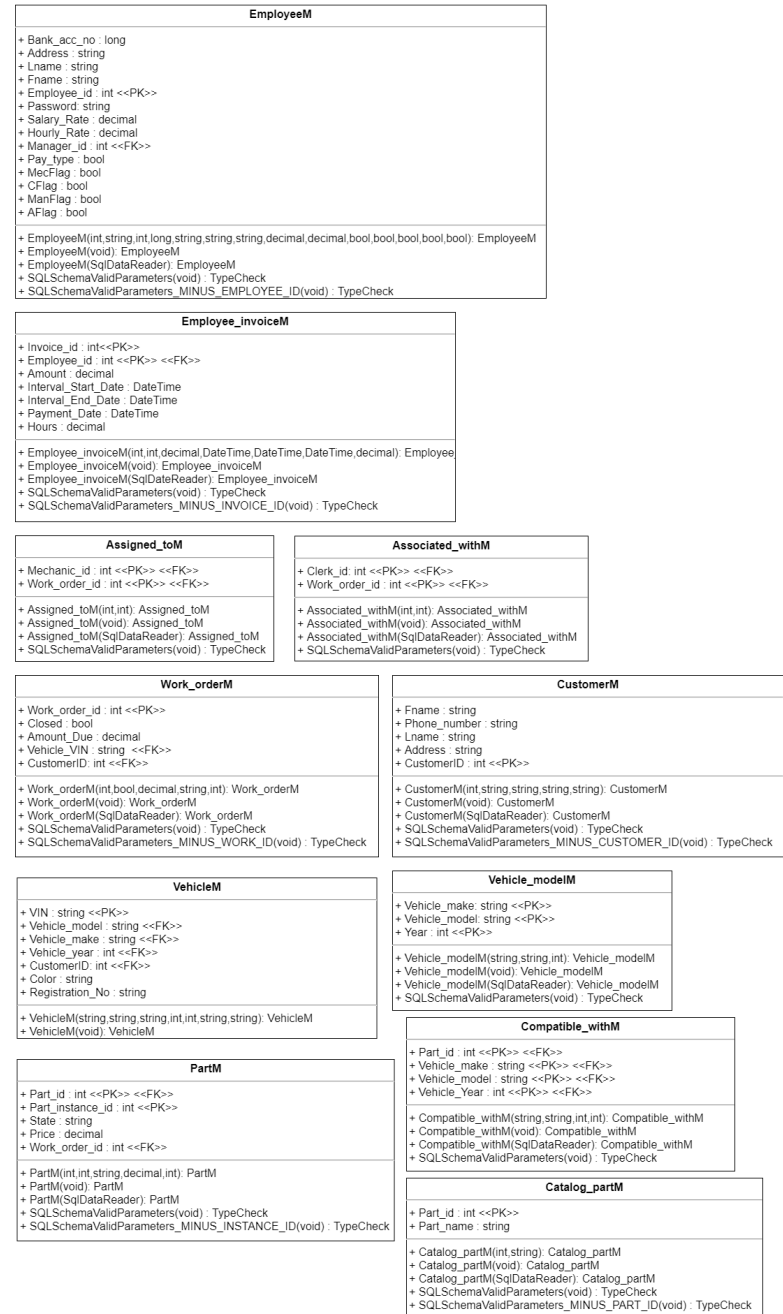 EmployeeM
+ Bank_acc_no : long
+ Address : string
+ Lname : string
+ Fname : string
+ Employee_id : int <<PK>>
+ Password: string
+ Salary_Rate : decimal
+ Hourly_Rate : decimal
+ Manager_id : int <<FK>>
+ Pay_type : bool
+ MecFlag : bool
+ CFlag : bool
+ ManFlag : bool
+ AFlag : bool
+ EmployeeM(int,string,int,long,string,string,string,decimal,decimal,bool,bool,bool,bool,bool): EmployeeM
+ EmployeeM(void): EmployeeM
+ EmployeeM(SqlDataReader): EmployeeM
+ SQLSchemaValidParameters(void) : TypeCheck
+ SQLSchemaValidParameters_MINUS_EMPLOYEE_ID(void) : TypeCheck
Employee_invoiceM
+ Invoice_id : int<<PK>>
+ Employee_id : int <<PK>> <<FK>>
+ Amount : decimal
+ Interval_Start_Date : DateTime
+ Interval_End_Date : DateTime
+ Payment_Date : DateTime
+ Hours : decimal
+ Employee_invoiceM(int,int,decimal,DateTime,DateTime,DateTime,decimal): Employee
+ Employee_invoiceM(void): Employee_invoiceM
+ Employee_invoiceM(SqlDateReader): Employee_invoiceM
+ SQLSchemaValidParameters(void) : TypeCheck
+ SQLSchemaValidParameters_MINUS_INVOICE_ID(void) : TypeCheck
Assigned_toM
+ Mechanic_id : int <<PK>> <<FK>>
+ Work_order_id : int <<PK>> <<FK>>
+ Assigned_toM(int,int): Assigned_toM
+ Assigned_toM(void): Assigned_toM
+ Assigned_toM(SqlDataReader): Assigned_toM
+ SQLSchemaValidParameters(void) : TypeCheck
Associated_withM
+ Clerk_id: int <<PK>> <<FK>>
+ Work_order_id : int <<PK>> <<FK>>
+ Associated_withM(int,int): Associated_withM
+ Associated_withM(void): Associated_withM
+ Associated_withM(SqlDataReader): Associated_withM
+ SQLSchemaValidParameters(void) : TypeCheck
Work_orderM
+ Work_order_id : int <<PK>>
+ Closed : bool
+ Amount_Due : decimal
+ Vehicle_VIN : string <<FK>>
+ CustomerID: int <<FK>>
+ Work_orderM(int,bool,decimal,string,int): Work_orderM
+ Work_orderM(void): Work_orderM
+ Work_orderM(SqlDataReader): Work_orderM
+ SQLSchemaValidParameters(void) : TypeCheck
+ SQLSchemaValidParameters_MINUS_WORK_ID(void) : TypeCheck
CustomerM
+ Fname : string
+ Phone_number : string
+ Lname : string
+ Address : string
+ CustomerID : int <<PK>>
+ CustomerM(int,string,string,string,string): CustomerM
+ CustomerM(void): CustomerM
+ CustomerM(SqlDataReader): CustomerM
+ SQLSchemaValidParameters(void) : TypeCheck
+ SQLSchemaValidParameters_MINUS_CUSTOMER_ID(void) : TypeCheck
VehicleM
+ VIN : string <<PK>>
+ Vehicle_model : string <<FK>>
+ Vehicle_make : string <<FK>>
+ Vehicle_year : int <<FK>>
+ CustomerID: int <<FK>>
+ Color : string
+ Registration_No : string
+ VehicleM(string,string,string,int,int,string,string): VehicleM
+ VehicleM(void): VehicleM
Vehicle_modelM
+ Vehicle_make: string <<PK>>
+ Vehicle_model: string <<PK>>
+ Year : int <<PK>>
+ Vehicle_modelM(string,string,int): Vehicle_modelM
+ Vehicle_modelM(void): Vehicle_modelM
+ Vehicle_modelM(SqlDataReader): Vehicle_modelM
+ SQLSchemaValidParameters(void) : TypeCheck
Compatible_withM
+ Part_id : int <<PK>> <<FK>>
+ Vehicle_make : string <<PK>> <<FK>>
+ Vehicle_model : string <<PK>> <<FK>>
+ Vehicle_Year : int <<PK>> <<FK>>
+ Compatible_withM(string,string,int,int): Compatible_withM
+ Compatible_withM(void): Compatible_withM
+ Compatible_withM(SqlDataReader): Compatible_withM
+ SQLSchemaValidParameters(void) : TypeCheck
PartM
+ Part_id : int <<PK>> <<FK>>
+ Part_instance_id : int <<PK>>
+ State : string
+ Price : decimal
+ Work_order_id : int <<FK>>
+ PartM(int,int,string,decimal,int): PartM
+ PartM(void): PartM
+ PartM(SqlDataReader): PartM
+ SQLSchemaValidParameters(void) : TypeCheck
+ SQLSchemaValidParameters_MINUS_INSTANCE_ID(void) : TypeCheck
Catalog_partM
+ Part_id : int <<PK>>
+ Part_name : string
+ Catalog_partM(int,string): Catalog_partM
+ Catalog_partM(void): Catalog_partM
+ Catalog_partM(SqlDataReader): Catalog_partM
+ SQLSchemaValidParameters(void) : TypeCheck
+ SQLSchemaValidParameters_MINUS_PART_ID(void) : TypeCheck